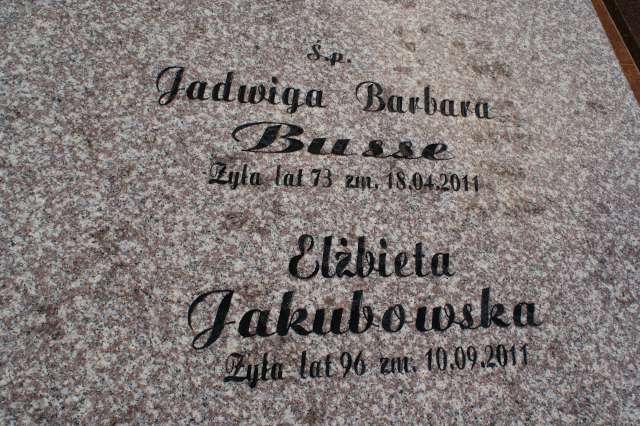 Ś.p.
Jadwiga Barbara
Busse
Żyła lat 73 zm. 18.04.2011
Elżbieta
Jakubowska
Żyła lat 96 zm. 10.09.2011